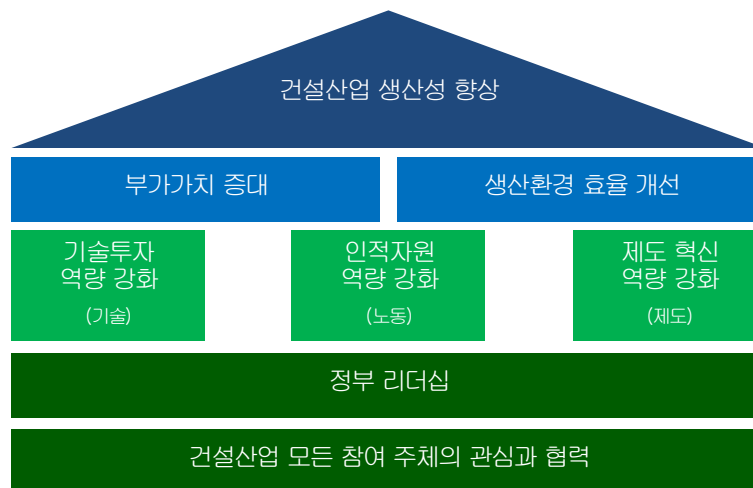 건설산업 생산성 향상
부가가치 증대
생산환경 효율 개선
기술투자
역량 강화
(기술)
인적자원
역량 강화
(노동)
제도 혁신
역량 강화
(제도)
정부 리더십
건설산업 모든 참여 주체의 관심과 협력